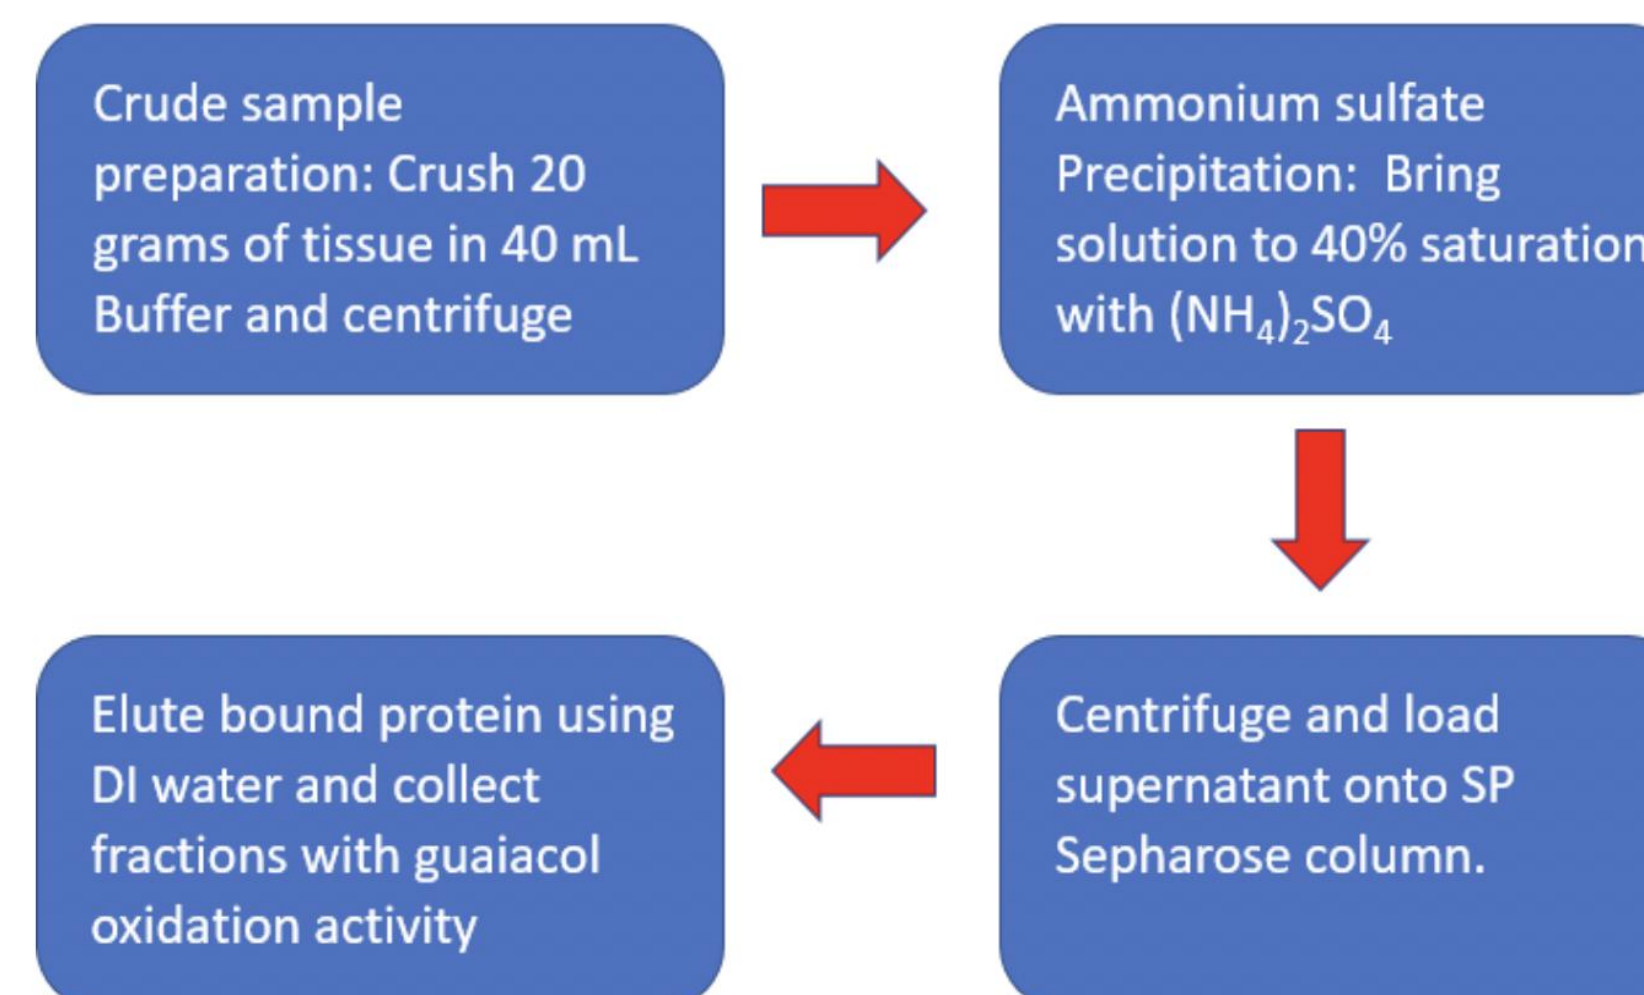 Crude sample
preparation: Crush 20
grams of tissue in 40 mL
Buffer and centrifuge
Ammonium sulfate
Precipitation:  Bring
solution to 40% saturation
with (NH₄)₂SO₄
Centrifuge and load
supernatant onto SP
Sepharose column.
Elute bound protein using
DI water and collect
fractions with guaiacol
oxidation activity